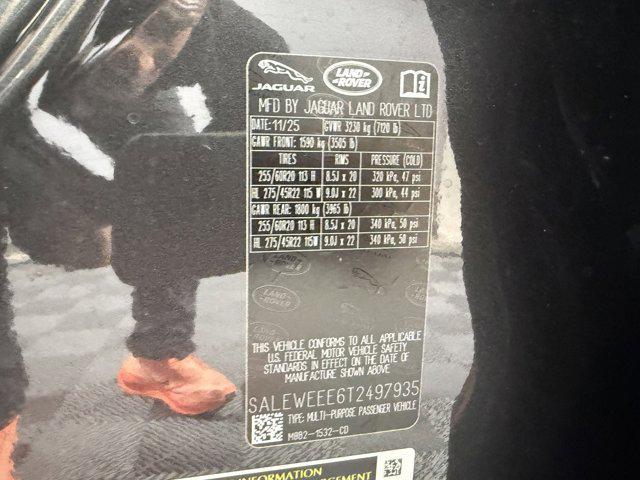 JAGUAR LAND ROVER
MFD BY JAGUAR LAND ROVER LTD
DATE: 11/25 GVWR 3230 kg (7120 lb)
GAWR FRONT: 1590 kg (3505 lb)
TIRES RIMS PRESSURE (COLD)
255/60R20 113 H 8.5J x 20 320 kPa, 47 psi
HL 275/45R22 115 W 9.0J x 22 300 kPa, 44 psi
GAWR REAR: 1800 kg (3965 lb)
255/60R20 113 H 8.5J x 20 340 kPa, 50 psi
HL 275/45R22 115W 9.0J x 22 340 kPa, 50 psi
LAND ROVER
LAND ROVER
THIS VEHICLE CONFORMS TO ALL APPLICABLE
U.S. FEDERAL MOTOR VEHICLE SAFETY
STANDARDS IN EFFECT ON THE DATE OF
MANUFACTURE SHOWN ABOVE
SALEWEEE6T2497935
TYPE: MULTI-PURPOSE PASSENGER VEHICLE
M8B2-1532-CD
INFORMATION